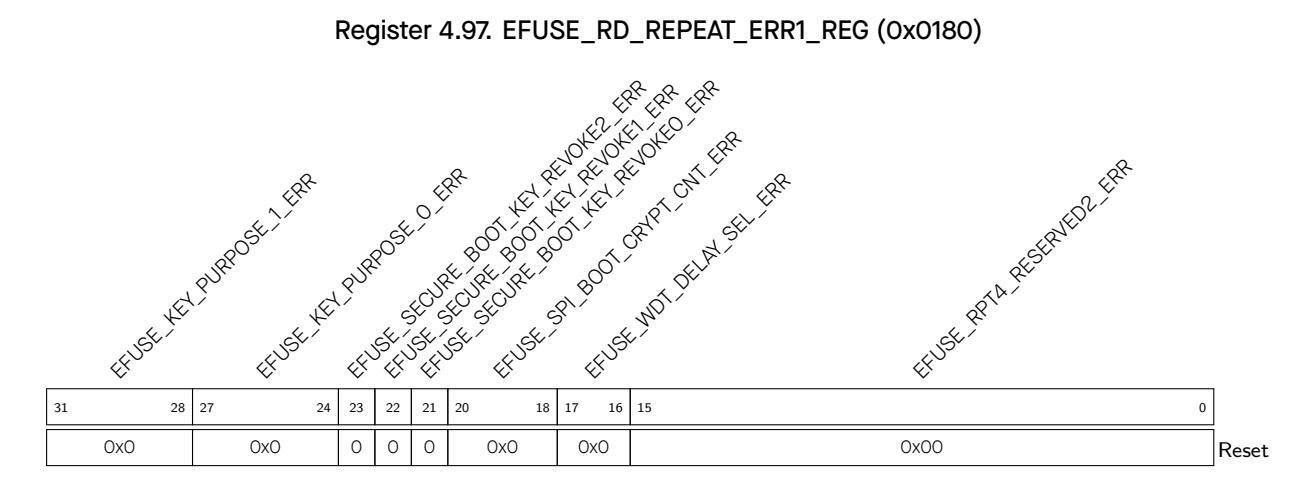 Register 4.97. EFUSE_RD_REPEAT_ERR1_REG (0x0180)
EFUSE_KEY_PURPOSE_1_ERR
EFUSE_KEY_PURPOSE_0_ERR
EFUSE_SECURE_BOOT_KEY_REVOKE2_ERR
EFUSE_SECURE_BOOT_KEY_REVOKE1_ERR
EFUSE_SECURE_BOOT_KEY_REVOKE0_ERR
EFUSE_SPI_BOOT_CRYPT_CNT_ERR
EFUSE_WDT_DELAY_SEL_ERR
EFUSE_RPT4_RESERVED2_ERR
31 28 27 24 23 22 21 20 18 17 16 15 0
0x0 0x0 0 0 0 0x0 0x0 0x00 Reset